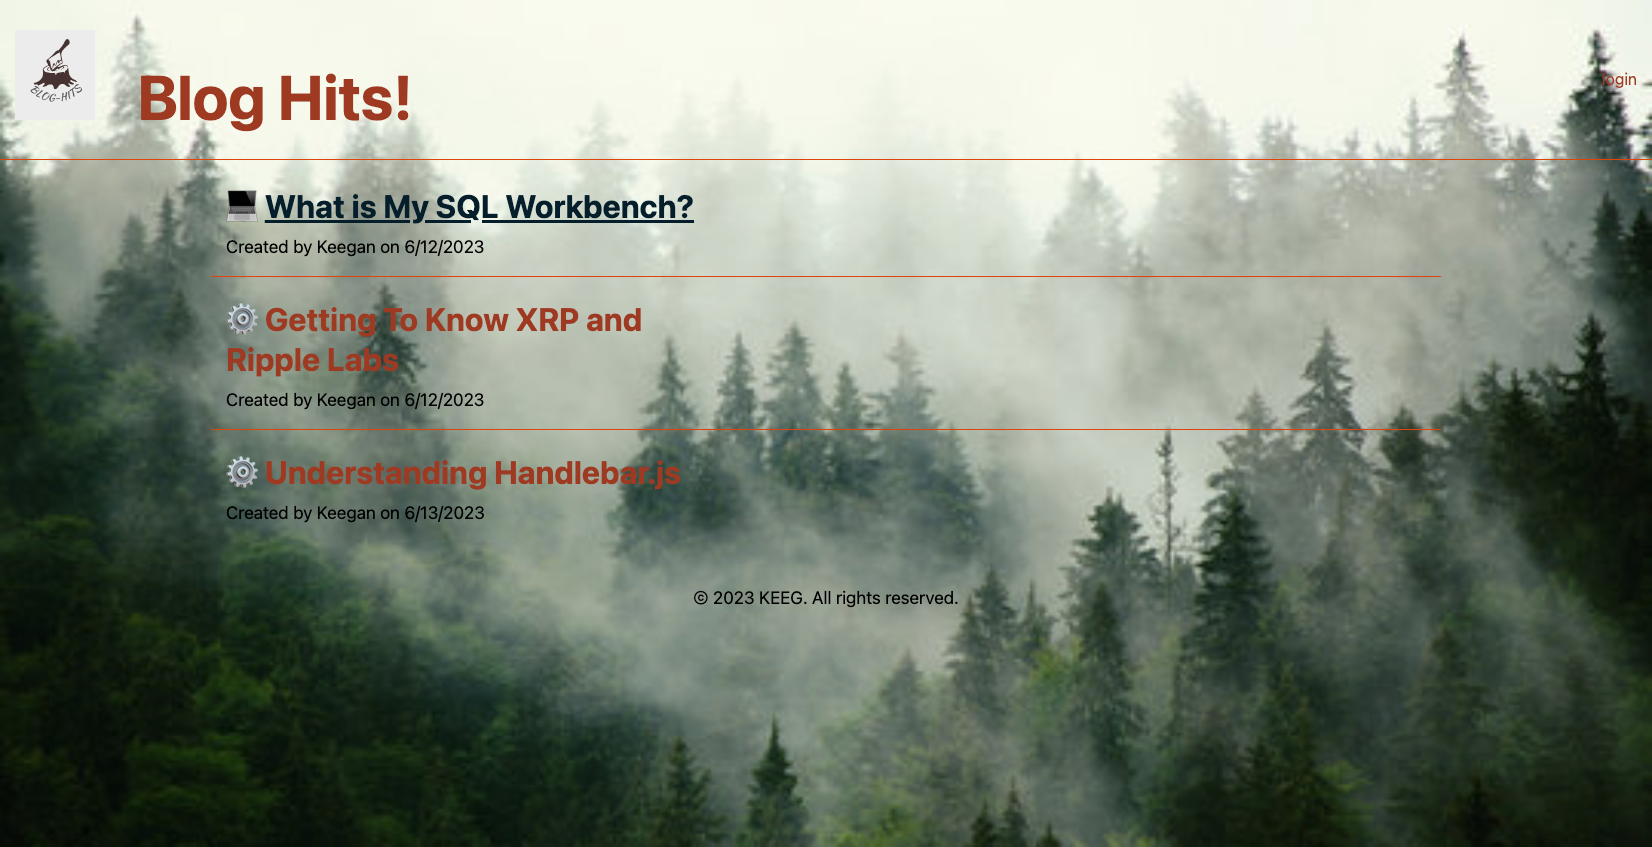 BLOG-HITS
Blog Hits!
login
What is My SQL Workbench?
Created by Keegan on 6/12/2023
Getting To Know XRP and
Ripple Labs
Created by Keegan on 6/12/2023
Understanding Handlebar.js
Created by Keegan on 6/13/2023
© 2023 KEEG. All rights reserved.